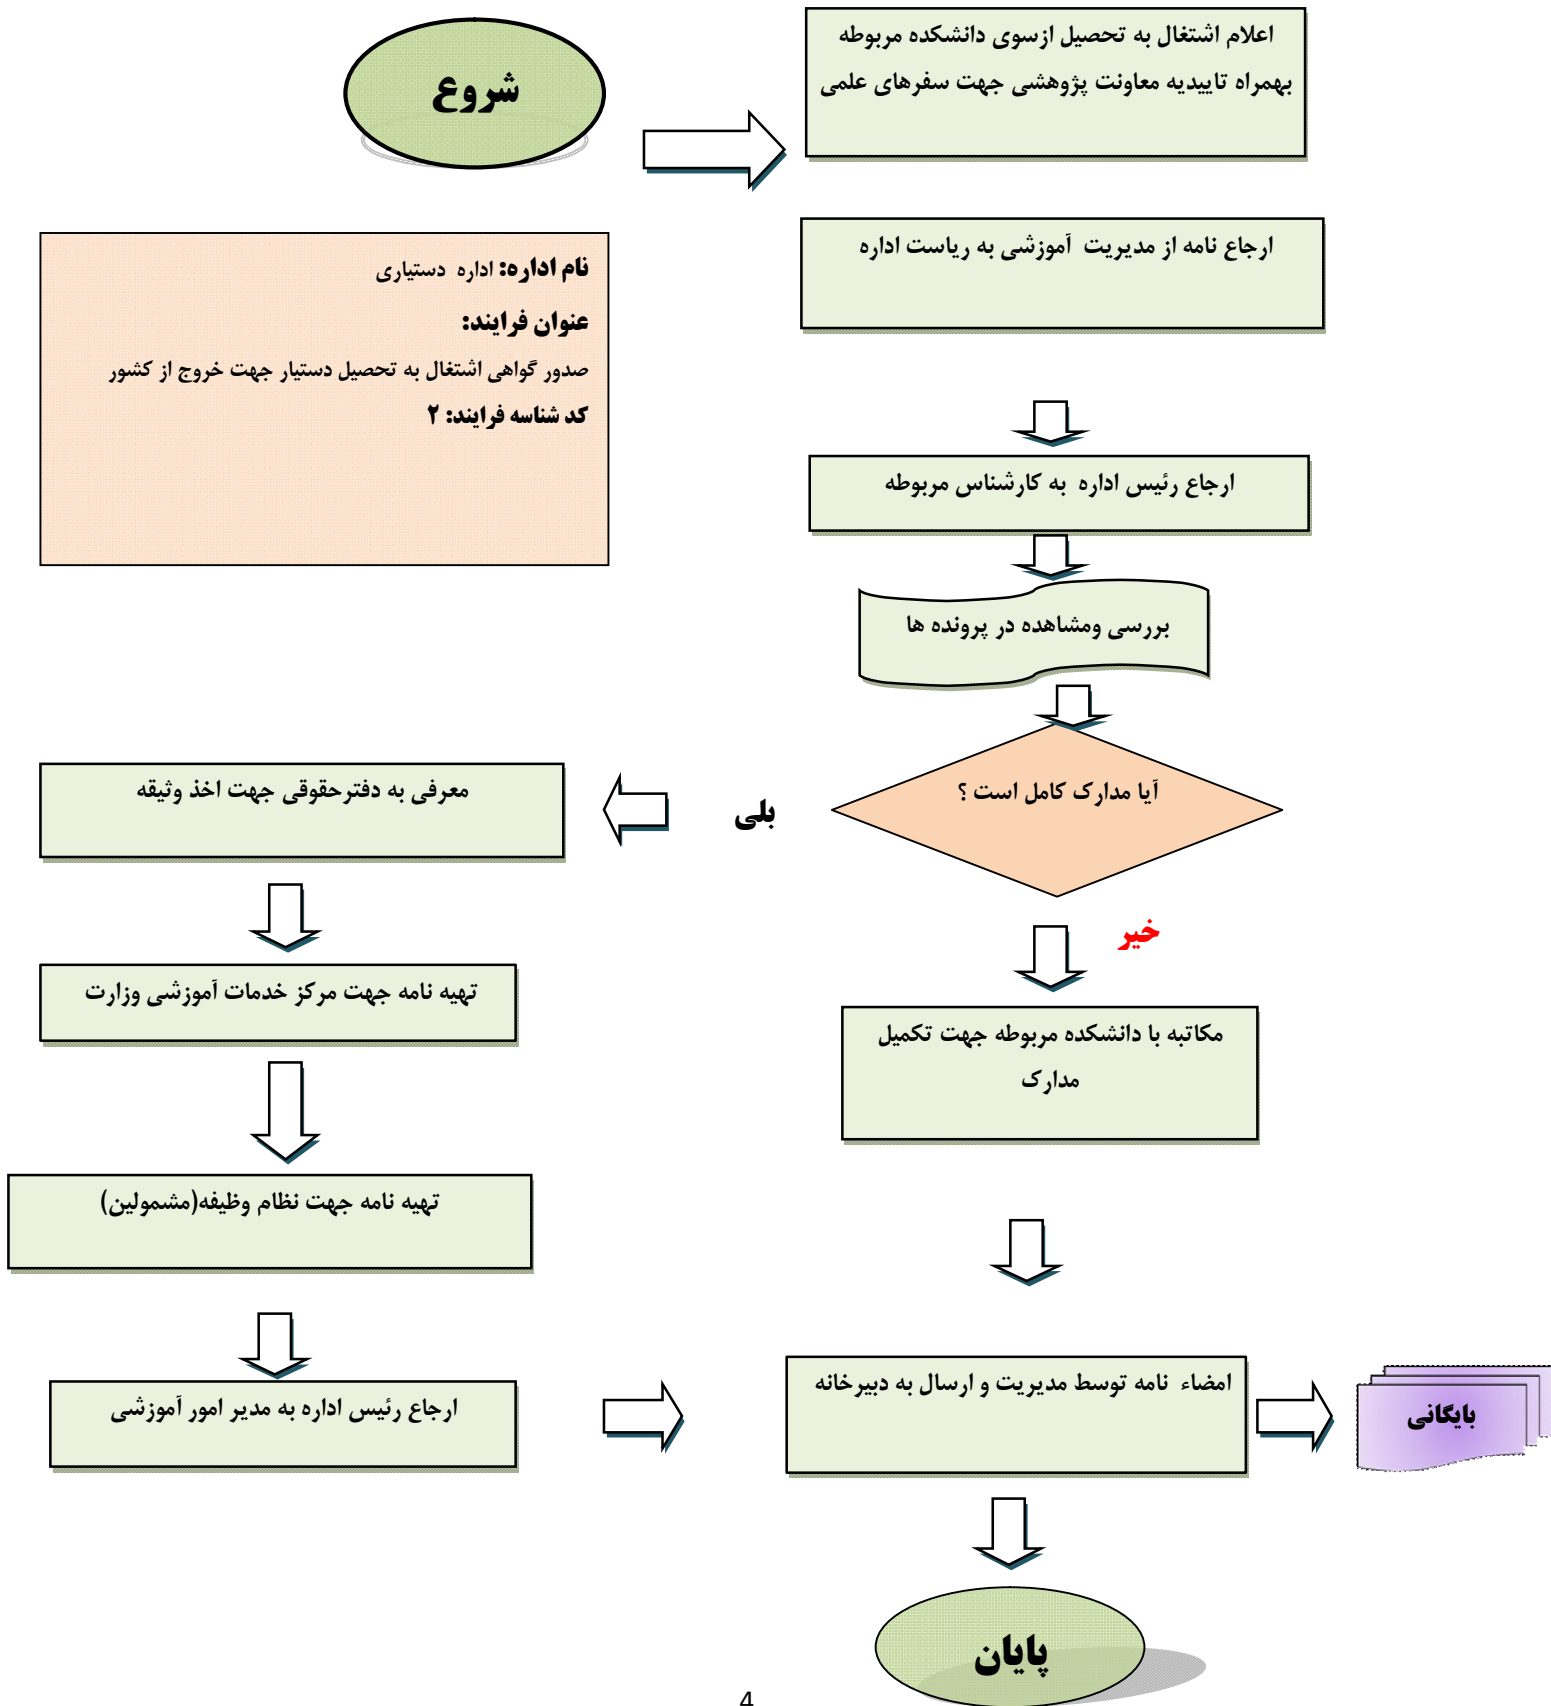 شروع
اعلام اشتغال به تحصیل ازسوی دانشکده مربوطه
بهمراه تاییدیه معاونت پژوهشی جهت سفرهای علمی
نام اداره: اداره دستیاری
عنوان فرایند:
صدور گواهی اشتغال به تحصیل دستیار جهت خروج از کشور
کد شناسه فرایند: ۲
ارجاع نامه از مدیریت آموزشی به ریاست اداره
ارجاع رئیس اداره به کارشناس مربوطه
بررسی ومشاهده در پرونده ها
آیا مدارک کامل است ؟
بلی
معرفی به دفترحقوقی جهت اخذ وثیقه
خیر
تهیه نامه جهت مرکز خدمات آموزشی وزارت
مکاتبه با دانشکده مربوطه جهت تکمیل
مدارک
تهیه نامه جهت نظام وظیفه(مشمولین)
ارجاع رئیس اداره به مدیر امور آموزشی
امضاء نامه توسط مدیریت و ارسال به دبیرخانه
بایگانی
پایان
4